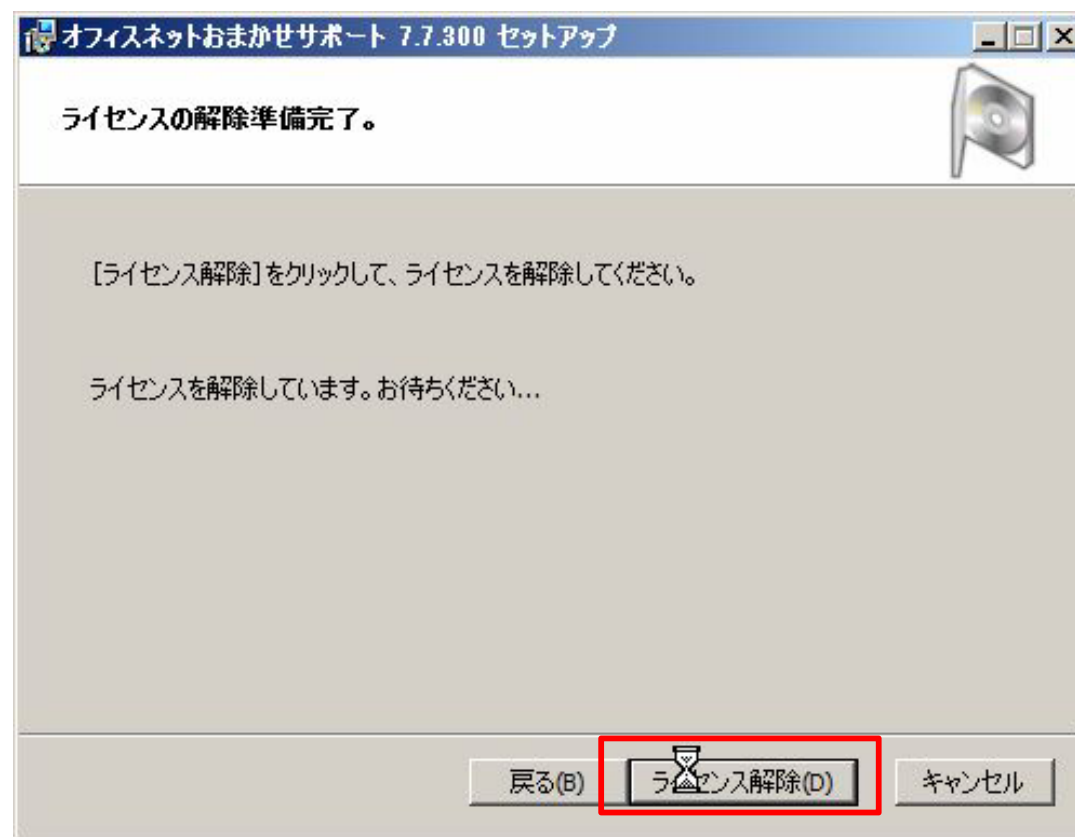 オフィスネットおまかせサポート 7.7.300 セットアップ
ライセンスの解除準備完了。
[ライセンス解除]をクリックして、ライセンスを解除してください。
ライセンスを解除しています。お待ちください...
戻る(B) ライセンス解除(D) キャンセル